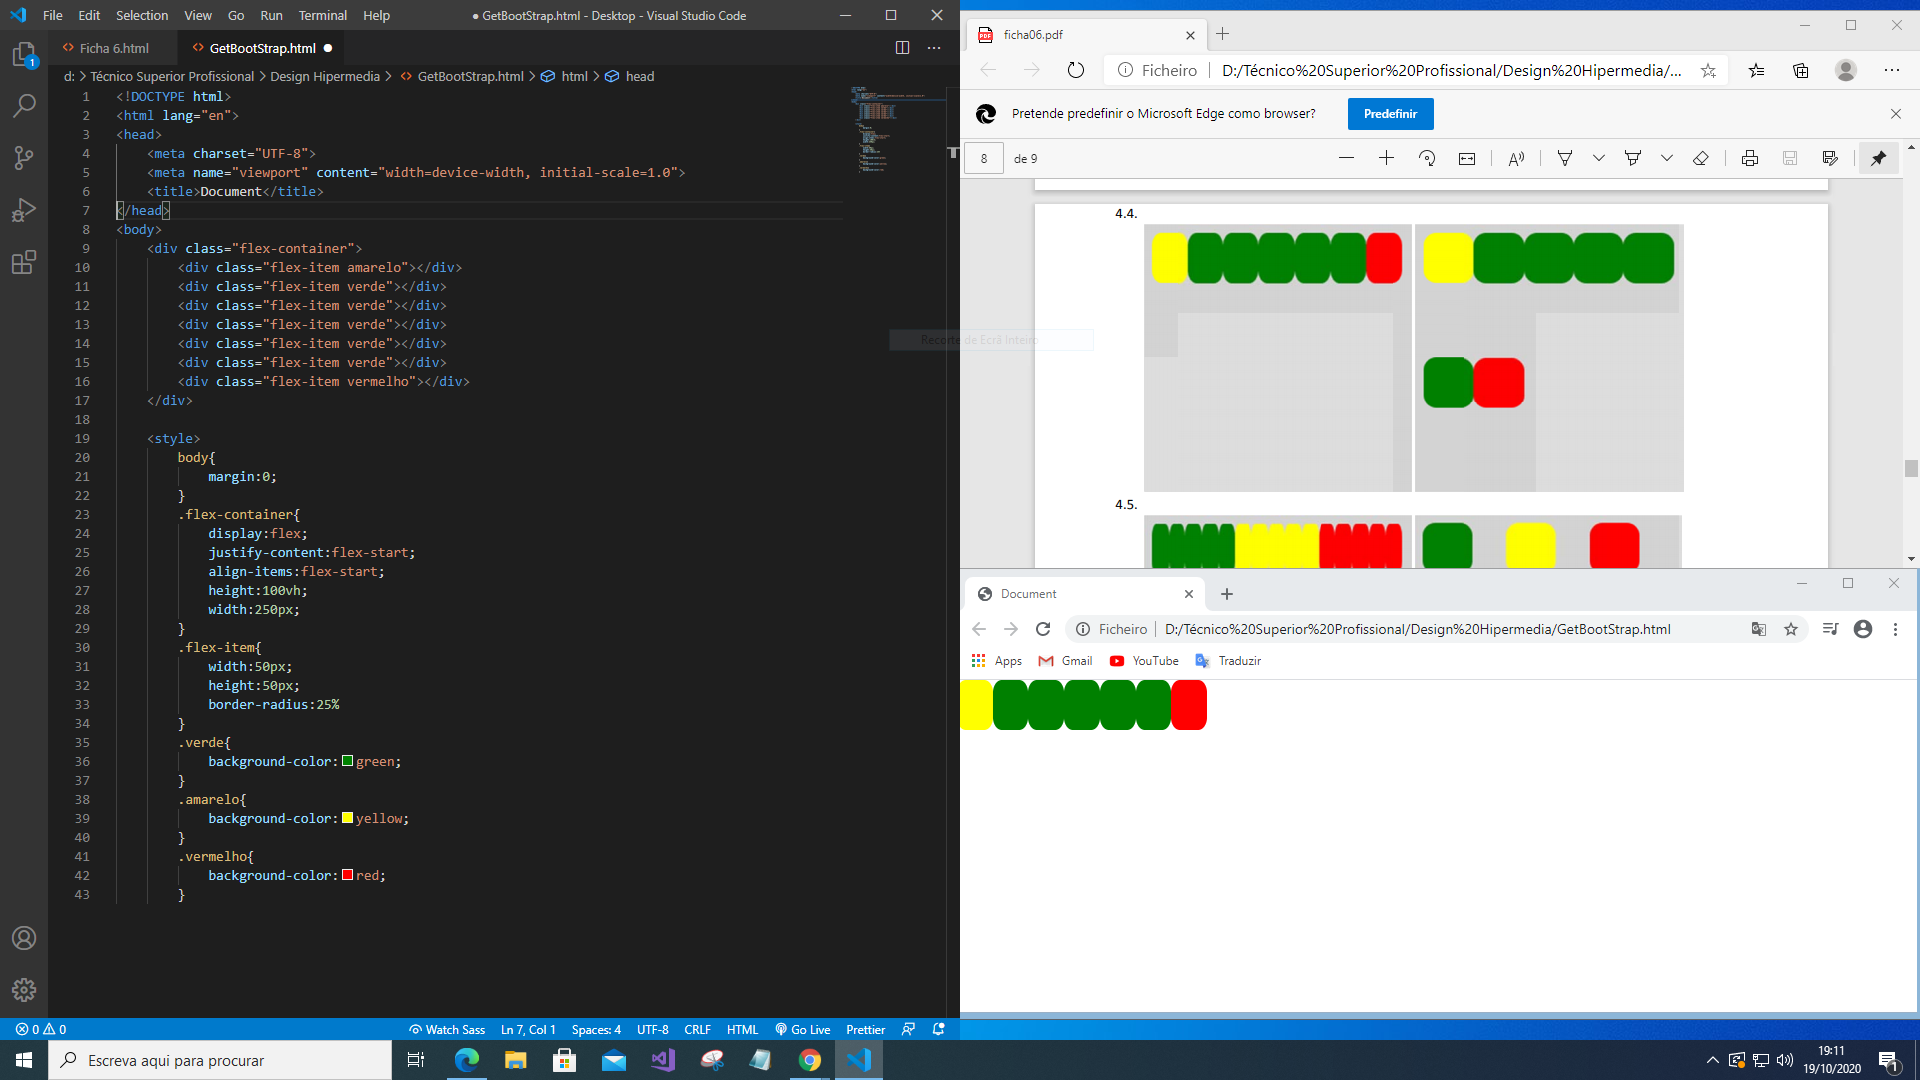 File Edit Selection View Go Run Terminal Help
● GetBootStrap.html - Desktop - Visual Studio Code
Ficha 6.html
GetBootStrap.html ●
d: > Técnico Superior Profissional > Design Hipermedia > GetBootStrap.html > html > head
1 <!DOCTYPE html>
2 <html lang="en">
3 <head>
4 <meta charset="UTF-8">
5 <meta name="viewport" content="width=device-width, initial-scale=1.0">
6 <title>Document</title>
7 </head>
8 <body>
9 <div class="flex-container">
10 <div class="flex-item amarelo"></div>
11 <div class="flex-item verde"></div>
12 <div class="flex-item verde"></div>
13 <div class="flex-item verde"></div>
14 <div class="flex-item verde"></div>
15 <div class="flex-item verde"></div>
16 <div class="flex-item vermelho"></div>
17 </div>
18
19 <style>
20 body{
21 margin:0;
22 }
23 .flex-container{
24 display:flex;
25 justify-content:flex-start;
26 align-items:flex-start;
27 height:100vh;
28 width:250px;
29 }
30 .flex-item{
31 width:50px;
32 height:50px;
33 border-radius:25%
34 }
35 .verde{
36 background-color:green;
37 }
38 .amarelo{
39 background-color:yellow;
40 }
41 .vermelho{
42 background-color:red;
43 }
1
0 0
Watch Sass Ln 7, Col 1 Spaces: 4 UTF-8 CRLF HTML Go Live Prettier
Recorte de Ecrã Inteiro
PDF ficha06.pdf
Ficheiro D:/Técnico%20Superior%20Profissional/Design%20Hipermedia/...
Pretende predefinir o Microsoft Edge como browser? Predefinir
8 de 9
4.4.
4.5.
Document
Ficheiro D:/Técnico%20Superior%20Profissional/Design%20Hipermedia/GetBootStrap.html
Apps Gmail YouTube Traduzir
Escreva aqui para procurar
19:11
19/10/2020
1